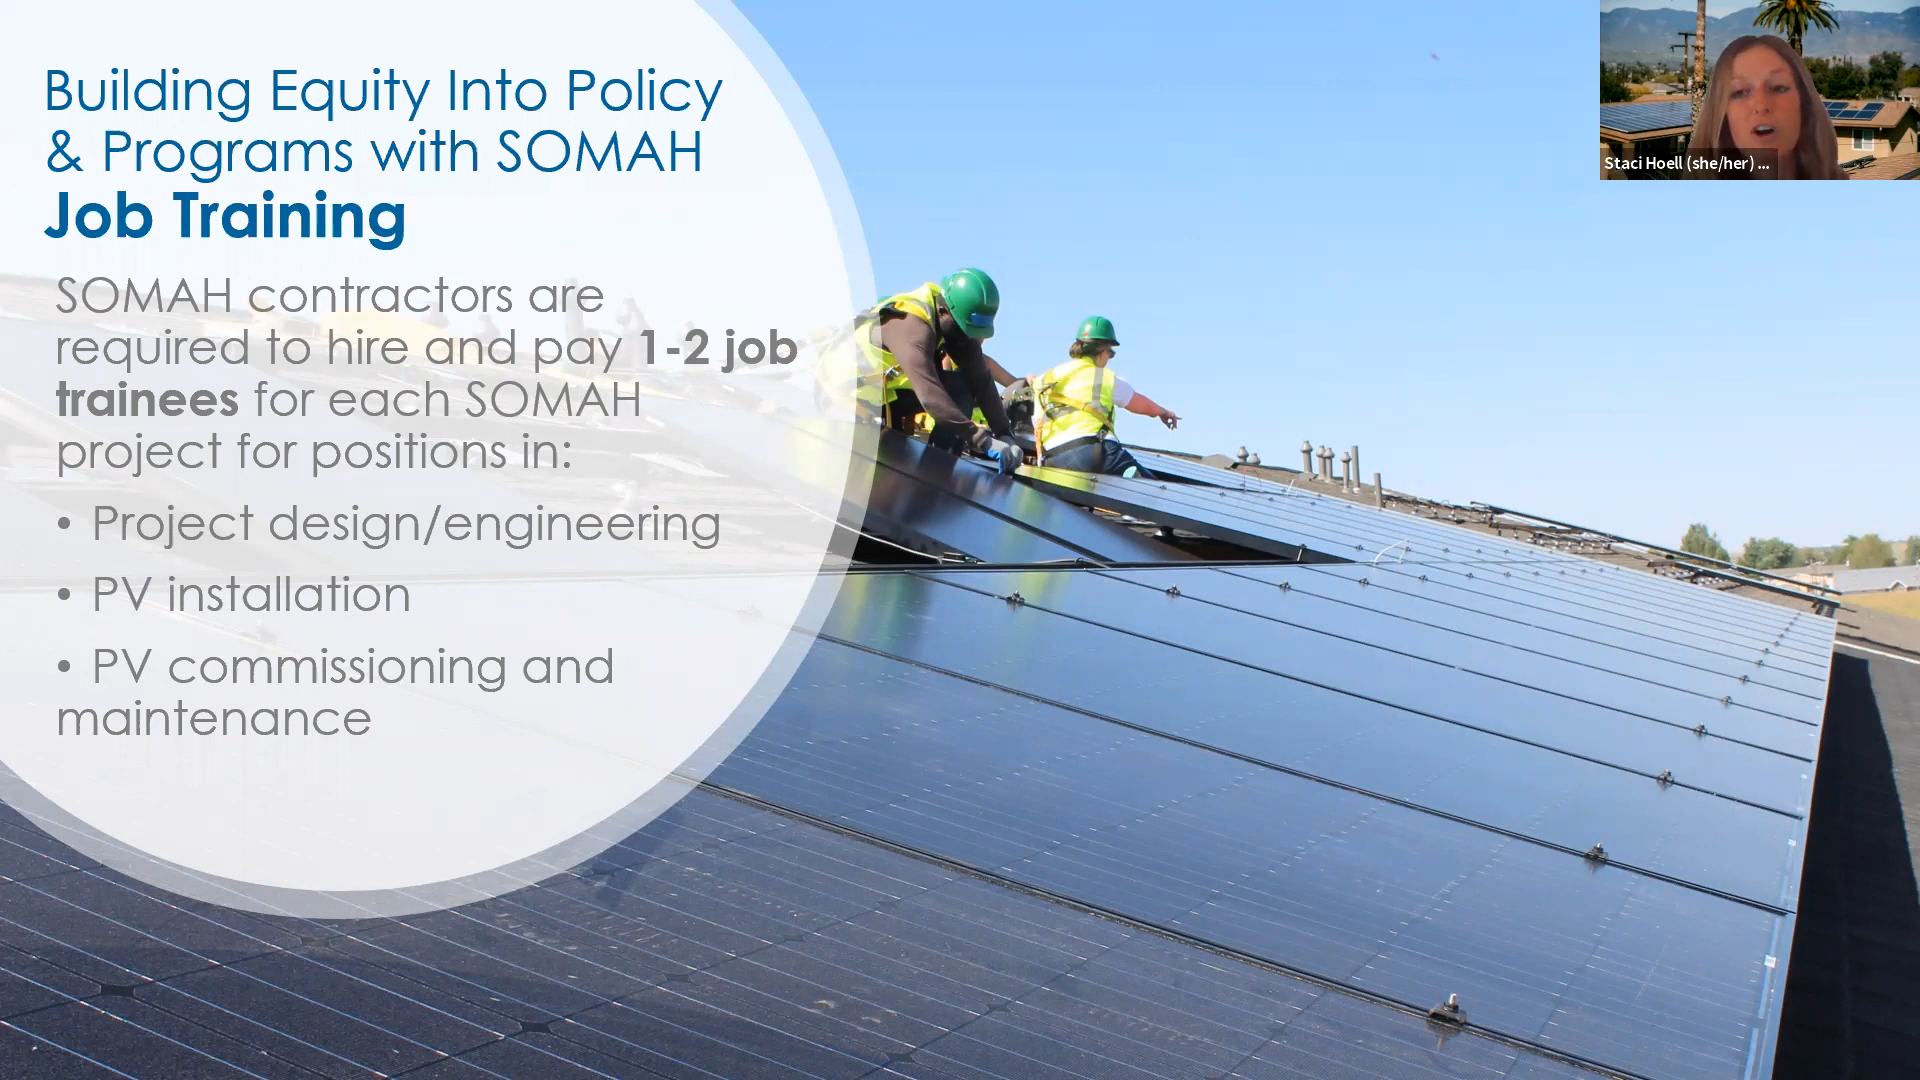 Building Equity Into Policy
& Programs with SOMAH
Job Training
SOMAH contractors are
required to hire and pay 1-2 job
trainees for each SOMAH
project for positions in:
• Project design/engineering
• PV installation
• PV commissioning and
maintenance
Staci Hoell (she/her) ...